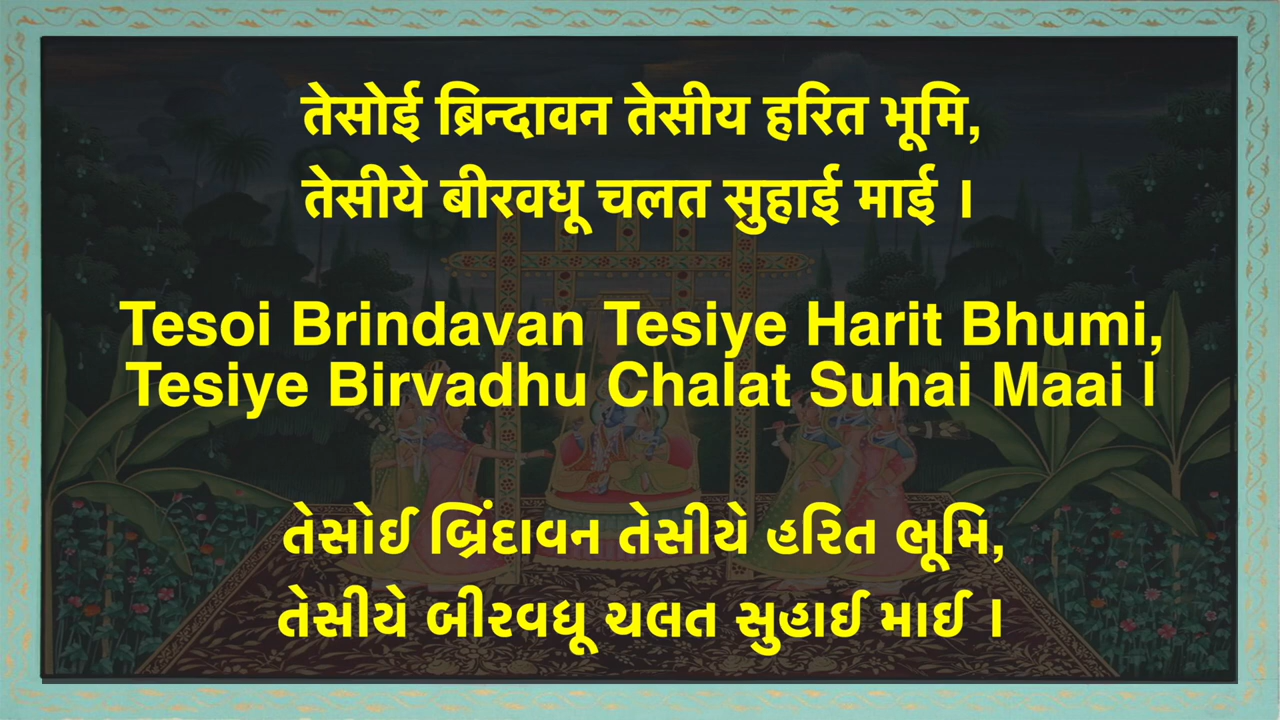 तेसोई ब्रिन्दावन तेसीय हरित भूमि,
तेसीये बीरवधू चलत सुहाई माई ।
Tesoi Brindavan Tesiye Harit Bhumi,
Tesiye Birvadhu Chalat Suhai Maai l
તેસોઈ બ્રિંદાવન તેસીયે હરિત ભૂમિ,
તેસીયે બીરવધૂ ચલત સુહાઈ માઈ ।